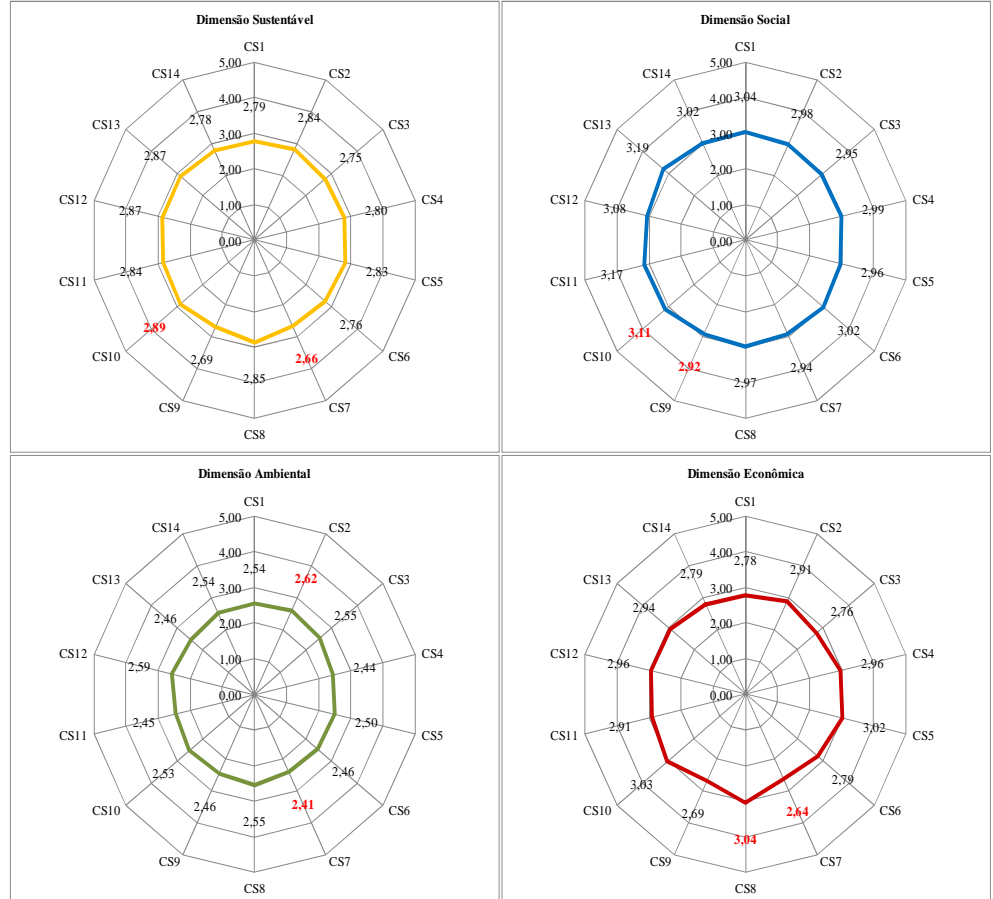 Dimensão Sustentável
CS1
CS2
CS3
CS4
CS5
CS6
CS7
CS8
CS9
CS10
CS11
CS12
CS13
CS14
5,00
4,00
3,00
2,00
1,00
0,00
2,79
2,84
2,75
2,80
2,83
2,76
2,66
2,85
2,69
2,89
2,84
2,87
2,87
2,78
Dimensão Social
CS1
CS2
CS3
CS4
CS5
CS6
CS7
CS8
CS9
CS10
CS11
CS12
CS13
CS14
5,00
4,00
3,00
2,00
1,00
0,00
3,04
2,98
2,95
2,99
2,96
3,02
2,94
2,97
2,92
3,11
3,17
3,08
3,19
3,02
Dimensão Ambiental
CS1
CS2
CS3
CS4
CS5
CS6
CS7
CS8
CS9
CS10
CS11
CS12
CS13
CS14
5,00
4,00
3,00
2,00
1,00
0,00
2,54
2,62
2,55
2,44
2,50
2,46
2,41
2,55
2,46
2,53
2,45
2,59
2,46
2,54
Dimensão Econômica
CS1
CS2
CS3
CS4
CS5
CS6
CS7
CS8
CS9
CS10
CS11
CS12
CS13
CS14
5,00
4,00
3,00
2,00
1,00
0,00
2,78
2,91
2,76
2,96
3,02
2,79
2,64
3,04
2,69
3,03
2,91
2,96
2,94
2,79